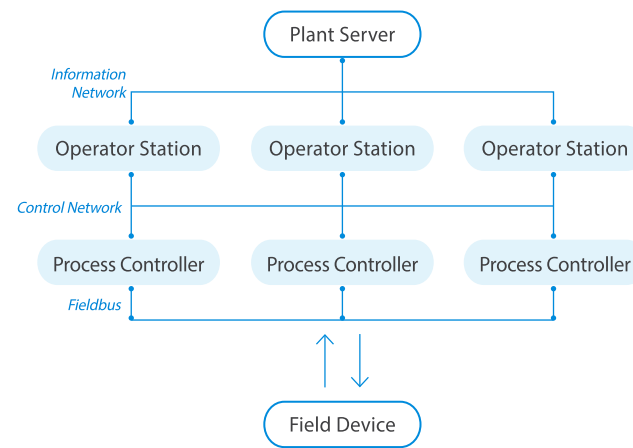 Plant Server
Information
Network
Operator Station
Operator Station
Operator Station
Control Network
Process Controller
Process Controller
Process Controller
Fieldbus
Field Device